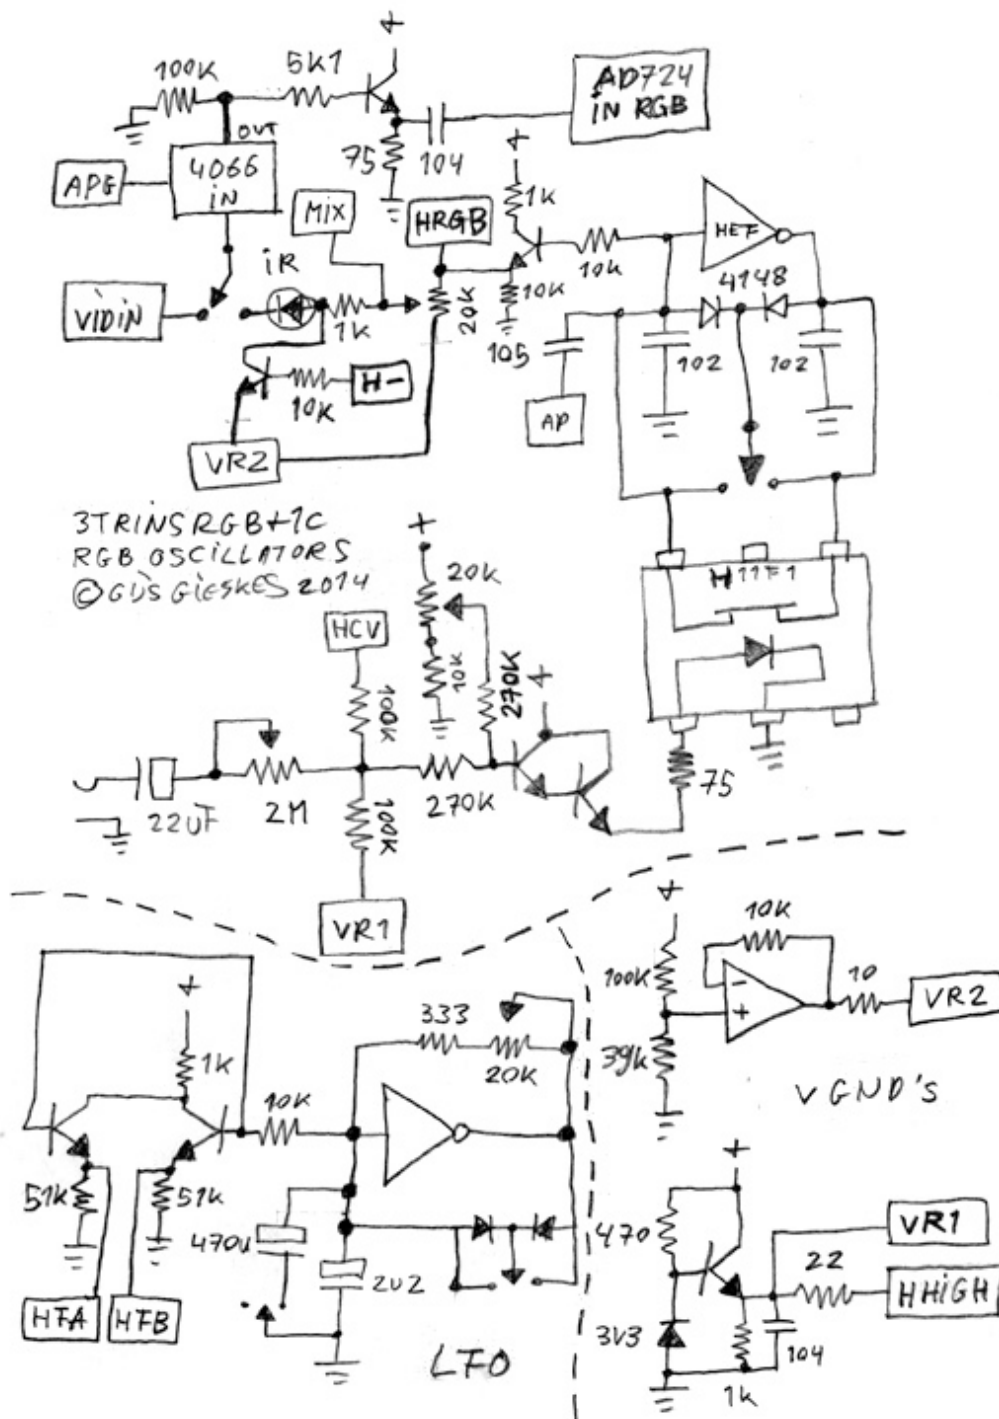 +
100K
5K1
AD724
IN RGB
OUT
4066
IN
APG
75
104
+
1K
MIX
HRGB
HEF
10K
10K
iR
4148
ViDiN
1K
20K
105
102
102
10K
H-
AP
VR2
3TRINSRGB+1C
RGB OSCILLATORS
©GIJS GIESKES 2014
+
20K
H11F1
HCV
10K
270K
+
100K
22UF
2M
270K
100K
75
VR1
+
10K
100K
-
+
10
VR2
39K
V GND'S
+
1K
333
20K
10K
51K
51K
470U
2U2
HFA
HFB
LFO
+
470
VR1
22
HHIGH
3V3
104
1K